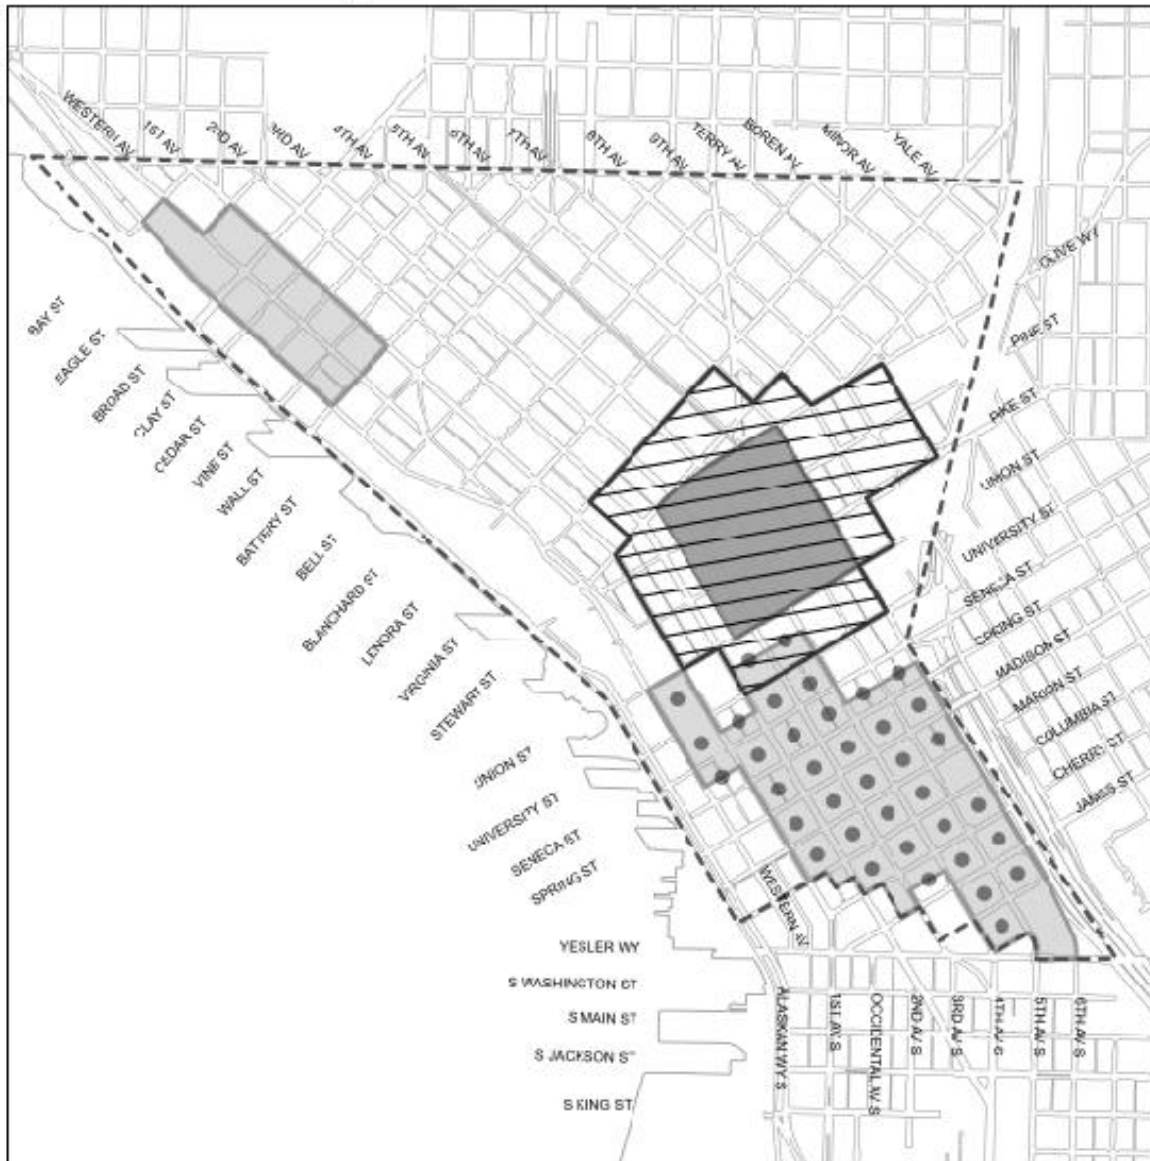 WESTERN AV
1ST AV
2ND AV
3RD AV
4TH AV
5TH AV
6TH AV
7TH AV
8TH AV
9TH AV
TERRY AV
BOREN AV
MINOR AV
YALE AV
OLIVE WY
PINE ST
PIKE ST
UNION ST
UNIVERSITY ST
SENECA ST
SPRING ST
MADISON ST
MARION ST
COLUMBIA ST
CHERRY ST
JAMES ST
BAY ST
EAGLE ST
BROAD ST
CLAY ST
CEDAR ST
VINE ST
WALL ST
BATTERY ST
BELL ST
BLANCHARD ST
LENORA ST
VIRGINIA ST
STEWART ST
UNION ST
UNIVERSITY ST
SENECA ST
SPRING ST
WESTERN AV
YESLER WY
S WASHINGTON ST
S MAIN ST
S JACKSON ST
S KING ST
ALASKAN WY S
1ST AV S
OCCIDENTAL AV S
2ND AV S
3RD AV S
4TH AV S
5TH AV S
6TH AV S